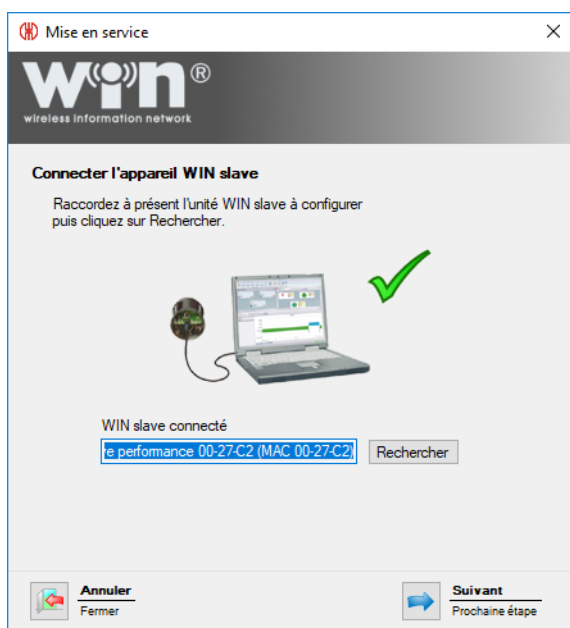 Mise en service
WIN®
wireless information network
Connecter l'appareil WIN slave
Raccordez à présent l'unité WIN slave à configurer
puis cliquez sur Rechercher.
WIN slave connecté
e performance 00-27-C2 (MAC 00-27-C2) Rechercher
Annuler
Fermer
Suivant
Prochaine étape